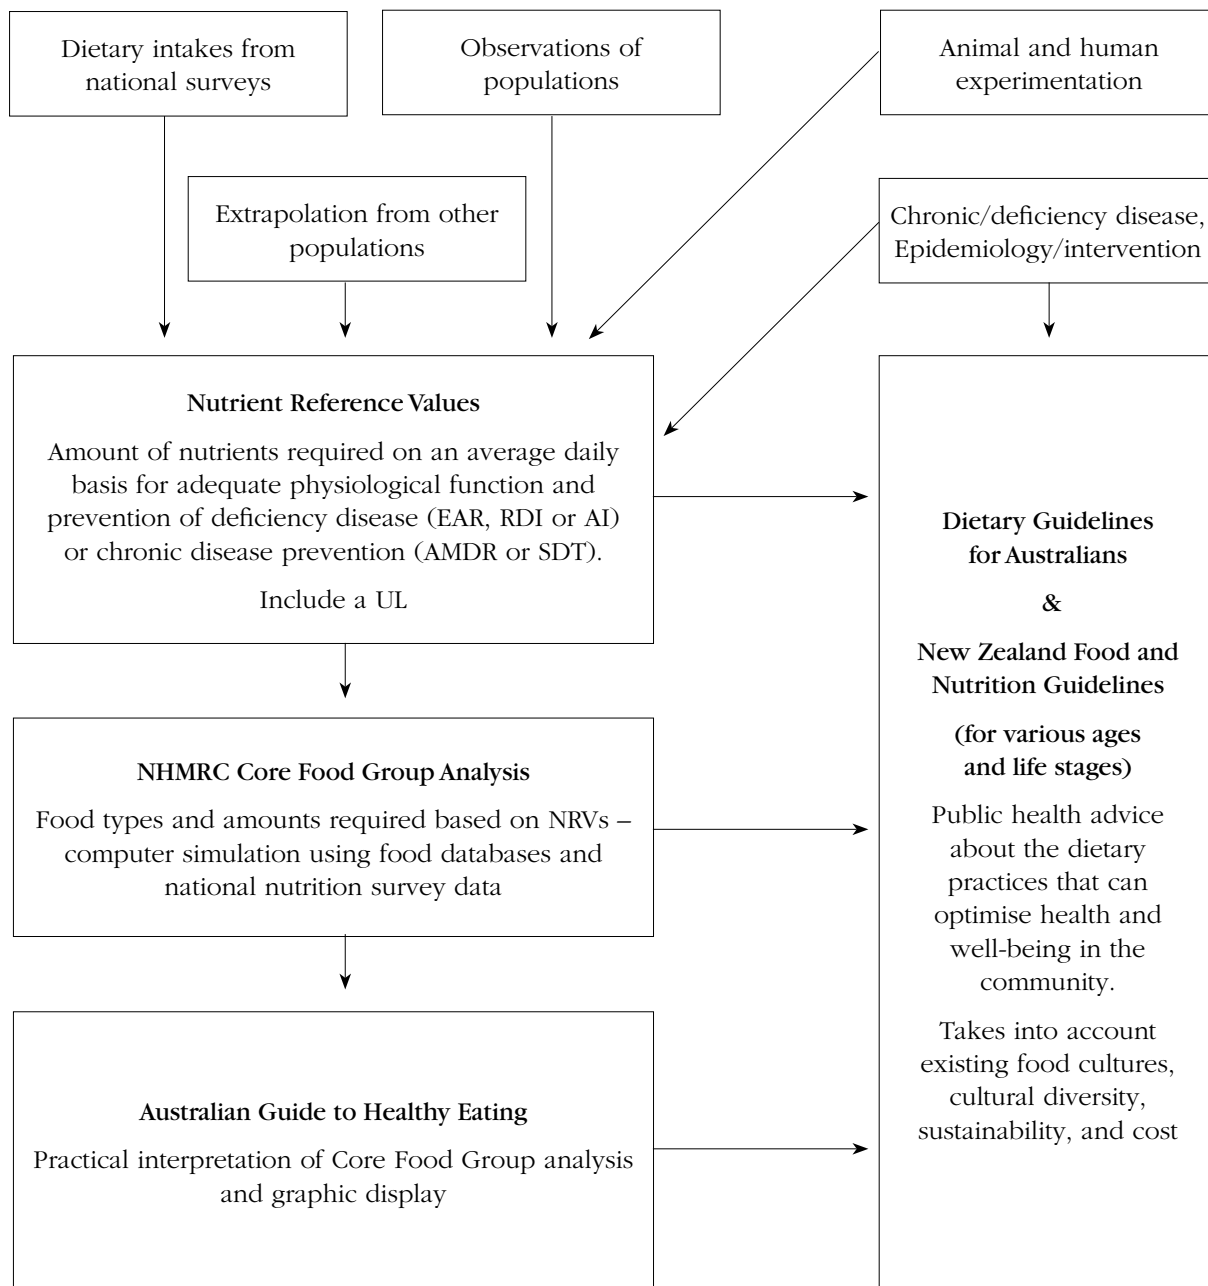 Dietary intakes from
national surveys
Observations of
populations
Animal and human
experimentation
Extrapolation from other
populations
Chronic/deficiency disease,
Epidemiology/intervention
Nutrient Reference Values
Amount of nutrients required on an average daily
basis for adequate physiological function and
prevention of deficiency disease (EAR, RDI or AI)
or chronic disease prevention (AMDR or SDT).
Include a UL
NHMRC Core Food Group Analysis
Food types and amounts required based on NRVs –
computer simulation using food databases and
national nutrition survey data
Australian Guide to Healthy Eating
Practical interpretation of Core Food Group analysis
and graphic display
Dietary Guidelines
for Australians
&
New Zealand Food and
Nutrition Guidelines
(for various ages
and life stages)
Public health advice
about the dietary
practices that can
optimise health and
well-being in the
community.
Takes into account
existing food cultures,
cultural diversity,
sustainability, and cost